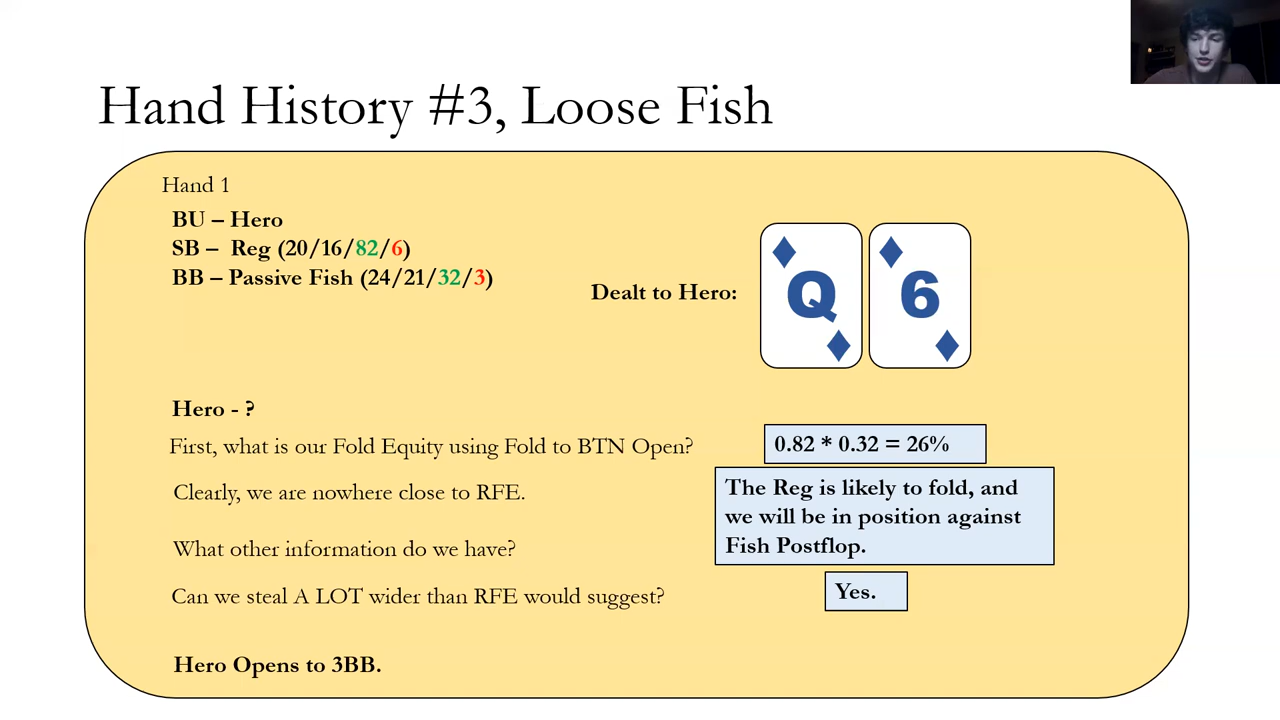 Hand History #3, Loose Fish
Hand 1
BU – Hero
SB – Reg (20/16/82/6)
BB – Passive Fish (24/21/32/3)
Dealt to Hero:
Q
6
Hero - ?
First, what is our Fold Equity using Fold to BTN Open?
0.82 * 0.32 = 26%
Clearly, we are nowhere close to RFE.
The Reg is likely to fold, and
we will be in position against
Fish Postflop.
What other information do we have?
Can we steal A LOT wider than RFE would suggest?
Yes.
Hero Opens to 3BB.